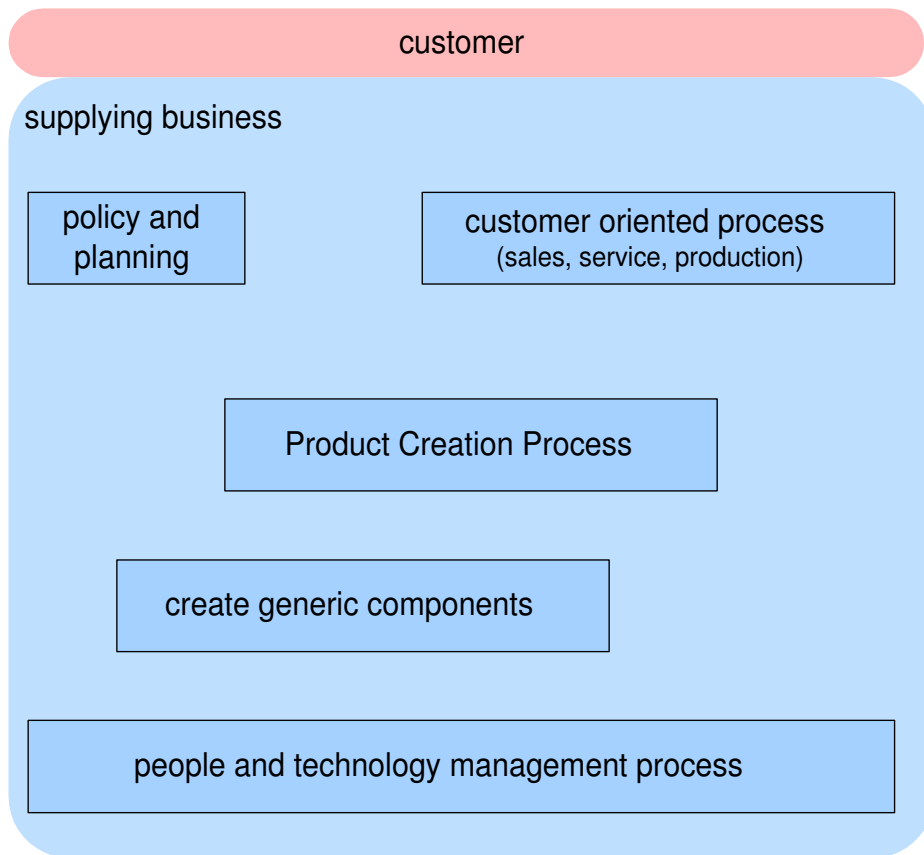 customer
supplying business
policy and
planning
customer oriented process
(sales, service, production)
Product Creation Process
create generic components
people and technology management process